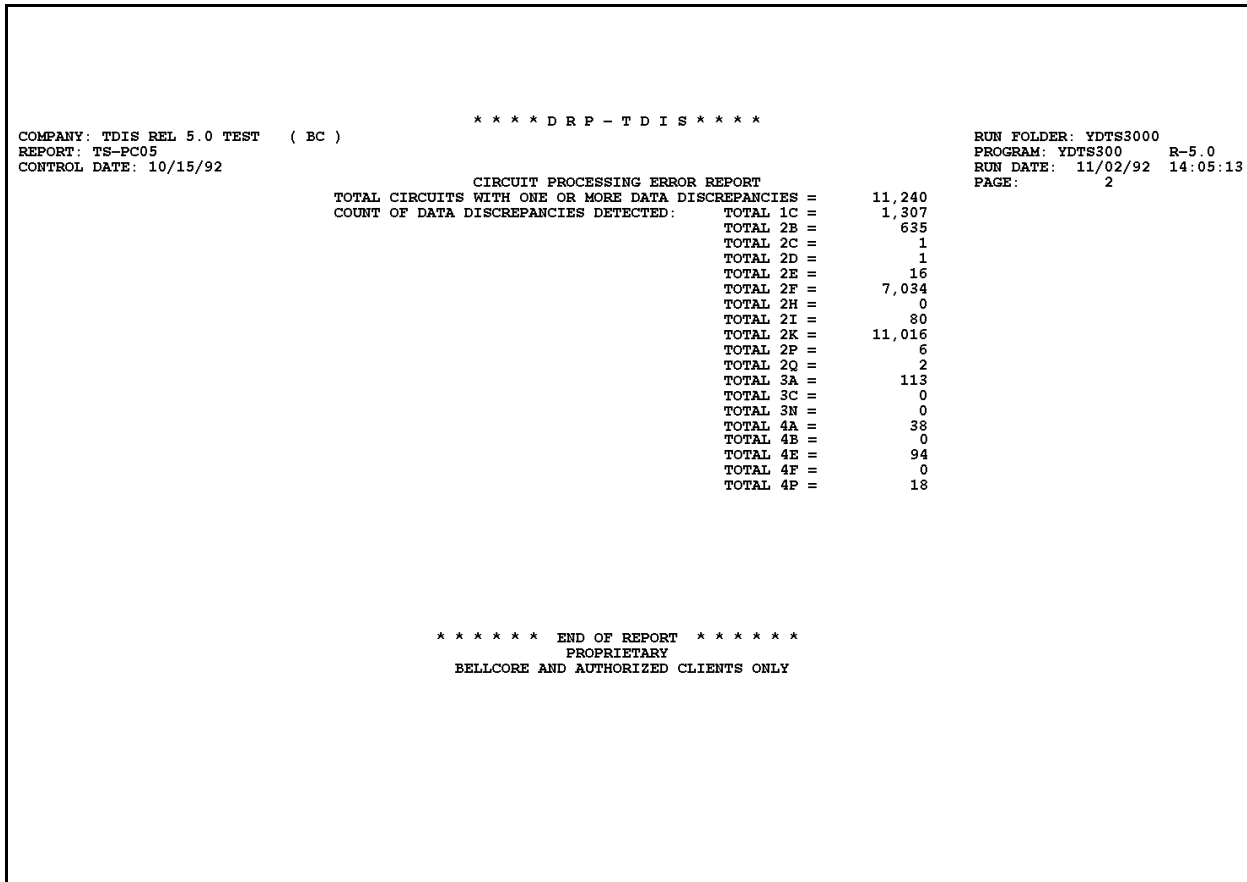 * * * * D R P - T D I S * * * *
COMPANY: TDIS REL 5.0 TEST ( BC ) RUN FOLDER: YDTS3000
REPORT: TS-PC05 PROGRAM: YDTS300 R-5.0
CONTROL DATE: 10/15/92 RUN DATE: 11/02/92 14:05:13
CIRCUIT PROCESSING ERROR REPORT PAGE: 2
TOTAL CIRCUITS WITH ONE OR MORE DATA DISCREPANCIES = 11,240
COUNT OF DATA DISCREPANCIES DETECTED: TOTAL 1C = 1,307
TOTAL 2B = 635
TOTAL 2C = 1
TOTAL 2D = 1
TOTAL 2E = 16
TOTAL 2F = 7,034
TOTAL 2H = 0
TOTAL 2I = 80
TOTAL 2K = 11,016
TOTAL 2P = 6
TOTAL 2Q = 2
TOTAL 3A = 113
TOTAL 3C = 0
TOTAL 3N = 0
TOTAL 4A = 38
TOTAL 4B = 0
TOTAL 4E = 94
TOTAL 4F = 0
TOTAL 4P = 18
* * * * * * END OF REPORT * * * * * *
PROPRIETARY
BELLCORE AND AUTHORIZED CLIENTS ONLY